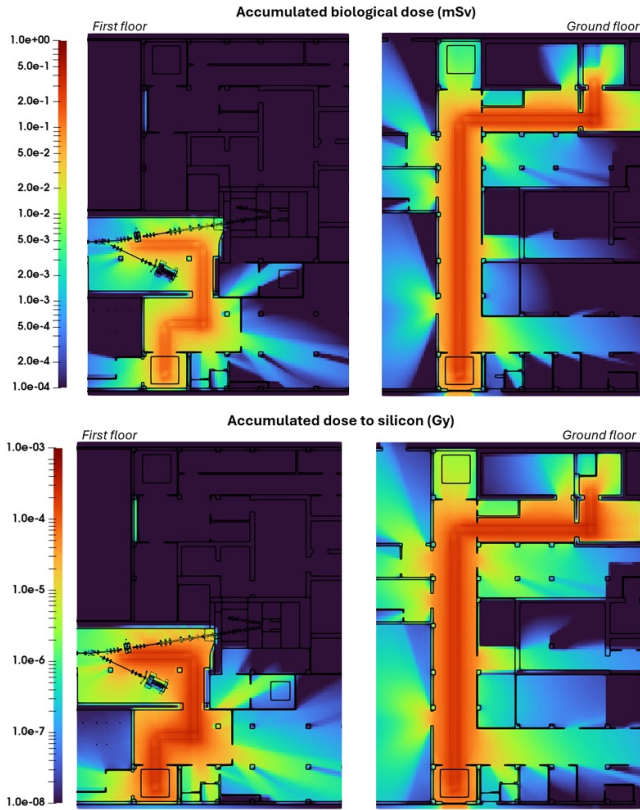 Accumulated biological dose (mSv)
First floor
Ground floor
1.0e+00
5.0e-1
2.0e-1
1.0e-1
5.0e-2
2.0e-2
1.0e-2
5.0e-3
2.0e-3
1.0e-3
5.0e-4
2.0e-4
1.0e-04
Accumulated dose to silicon (Gy)
First floor
Ground floor
1.0e-03
1.0e-4
1.0e-5
1.0e-6
1.0e-7
1.0e-08